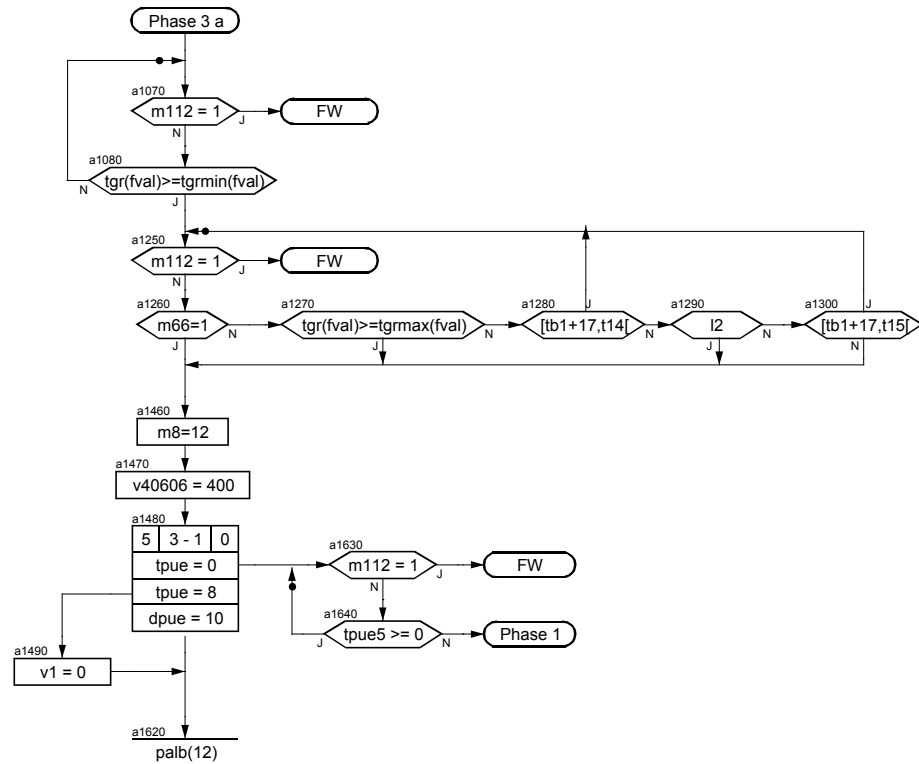 Phase 3 a
a1070
m112 = 1
J
FW
N
a1080
tgr(fval)>=tgrmin(fval)
N
J
a1250
m112 = 1
J
FW
N
a1260
m66=1
N
J
a1270
tgr(fval)>=tgrmax(fval)
N
J
a1280
[tb1+17,t14[
J
N
a1290
l2
N
J
a1300
[tb1+17,t15[
J
N
a1460
m8=12
a1470
v40606 = 400
a1480
5 3 - 1 0
tpue = 0
tpue = 8
dpue = 10
a1630
m112 = 1
J
FW
N
a1640
tpue5 >= 0
J
N
Phase 1
a1490
v1 = 0
a1620
palb(12)